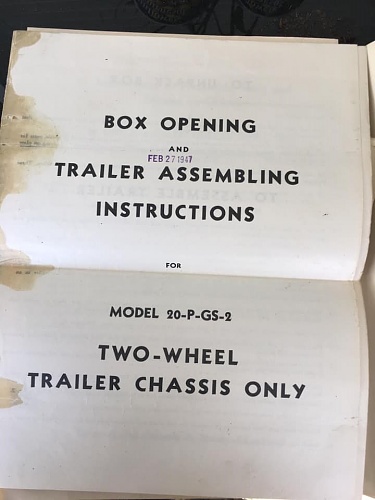 BOX OPENING
AND
FEB 27 1947
TRAILER ASSEMBLING
INSTRUCTIONS
FOR
MODEL 20-P-GS-2
TWO-WHEEL
TRAILER CHASSIS ONLY